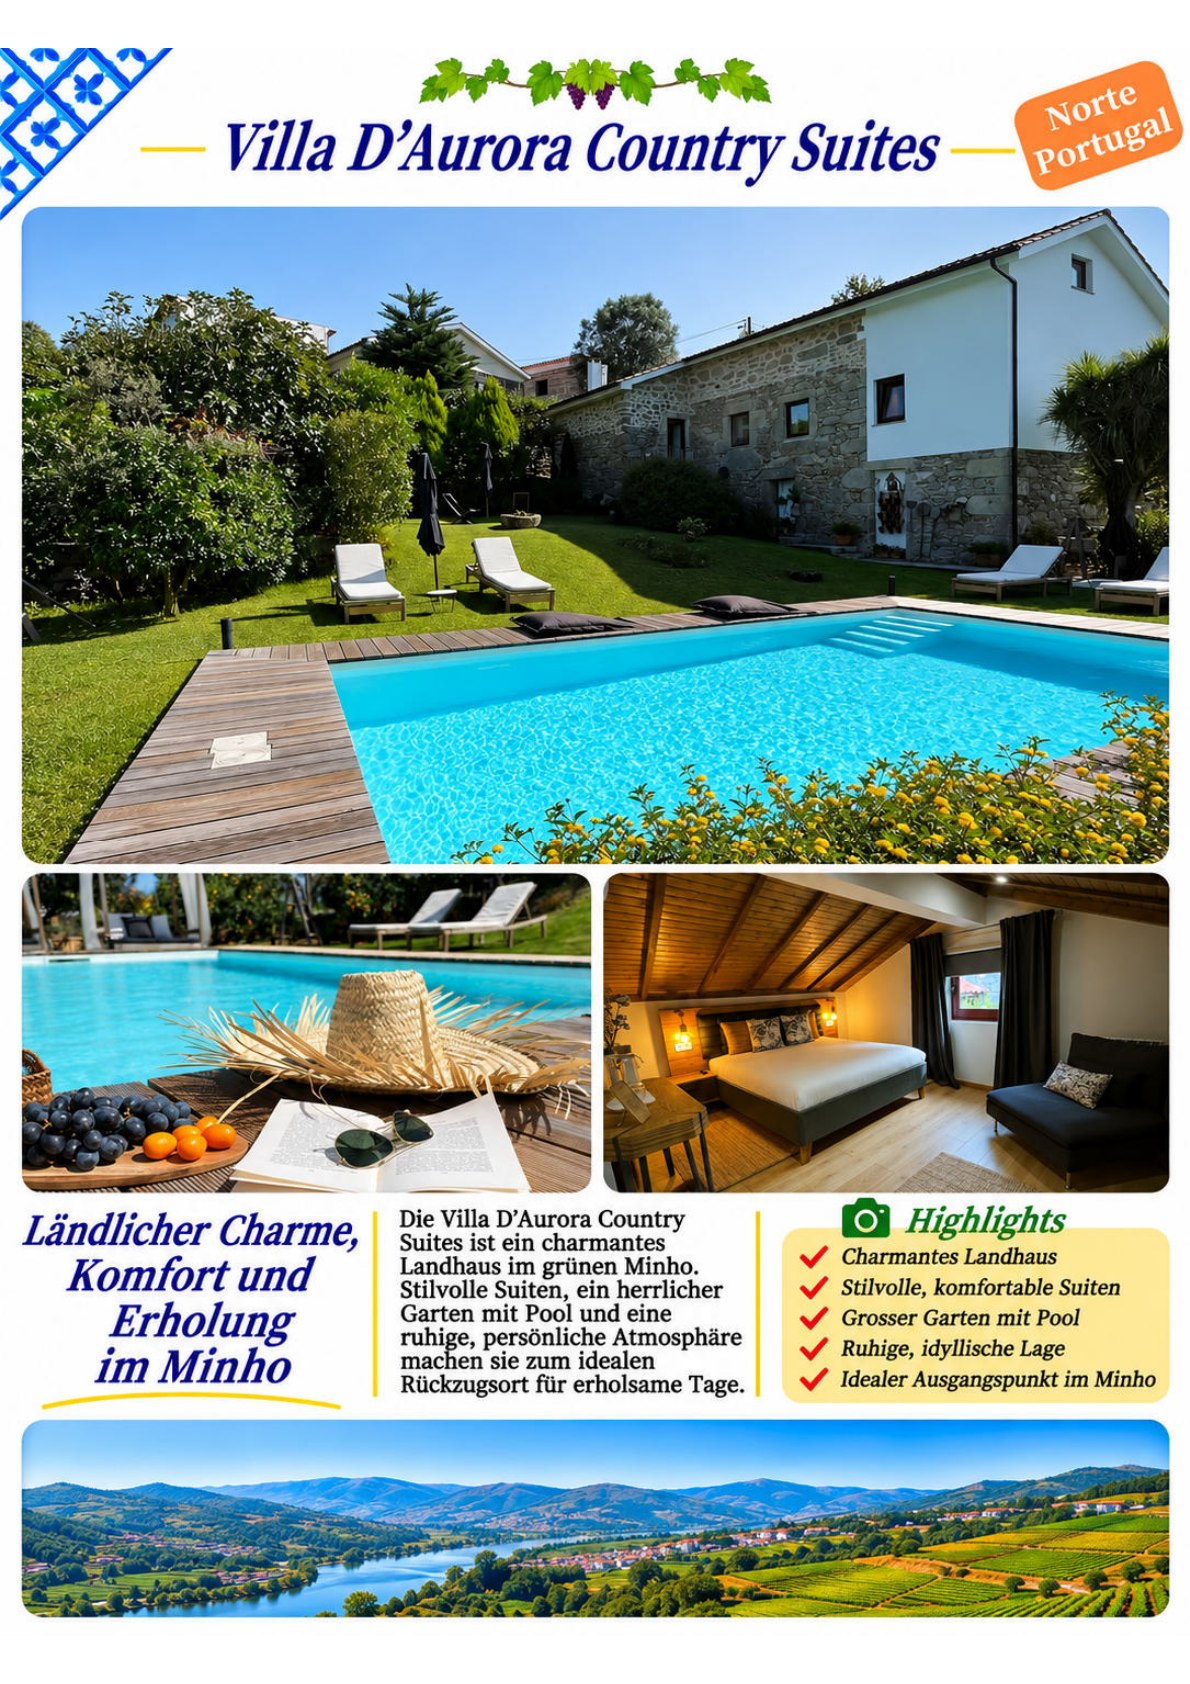 Villa D'Aurora Country Suites
Norte
Portugal
Ländlicher Charme,
Komfort und
Erholung
im Minho
Die Villa D'Aurora Country
Suites ist ein charmantes
Landhaus im grünen Minho.
Stilvolle Suiten, ein herrlicher
Garten mit Pool und eine
ruhige, persönliche Atmosphäre
machen sie zum idealen
Rückzugsort für erholsame Tage.
Highlights
Charmantes Landhaus
Stilvolle, komfortable Suiten
Grosser Garten mit Pool
Ruhige, idyllische Lage
Idealer Ausgangspunkt im Minho